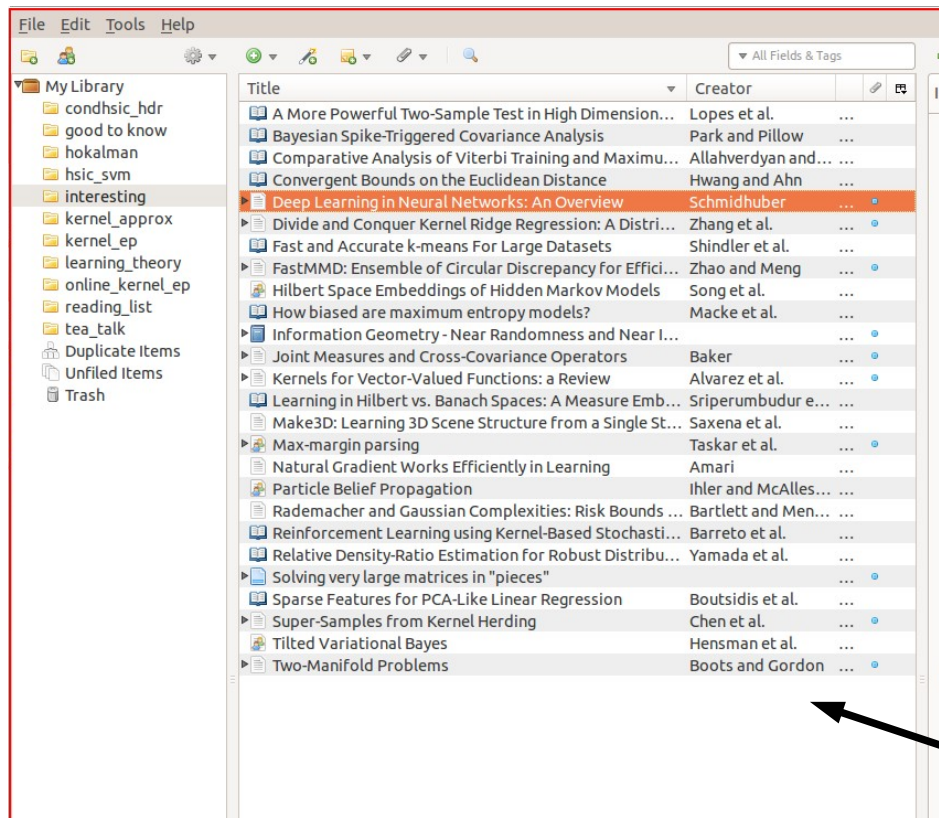 File Edit Tools Help
All Fields & Tags
My Library
condhsic_hdr
good to know
hokalman
hsic_svm
interesting
kernel_approx
kernel_ep
learning_theory
online_kernel_ep
reading_list
tea_talk
Duplicate Items
Unfiled Items
Trash
Title Creator
A More Powerful Two-Sample Test in High Dimension... Lopes et al. ...
Bayesian Spike-Triggered Covariance Analysis Park and Pillow ...
Comparative Analysis of Viterbi Training and Maximu... Allahverdyan and... ...
Convergent Bounds on the Euclidean Distance Hwang and Ahn ...
Deep Learning in Neural Networks: An Overview Schmidhuber ...
Divide and Conquer Kernel Ridge Regression: A Distri... Zhang et al. ...
Fast and Accurate k-means For Large Datasets Shindler et al. ...
FastMMD: Ensemble of Circular Discrepancy for Effici... Zhao and Meng ...
Hilbert Space Embeddings of Hidden Markov Models Song et al. ...
How biased are maximum entropy models? Macke et al. ...
Information Geometry - Near Randomness and Near I... ...
Joint Measures and Cross-Covariance Operators Baker ...
Kernels for Vector-Valued Functions: a Review Alvarez et al. ...
Learning in Hilbert vs. Banach Spaces: A Measure Emb... Sriperumbudur e... ...
Make3D: Learning 3D Scene Structure from a Single St... Saxena et al. ...
Max-margin parsing Taskar et al. ...
Natural Gradient Works Efficiently in Learning Amari ...
Particle Belief Propagation Ihler and McAlles... ...
Rademacher and Gaussian Complexities: Risk Bounds ... Bartlett and Men... ...
Reinforcement Learning using Kernel-Based Stochasti... Barreto et al. ...
Relative Density-Ratio Estimation for Robust Distribu... Yamada et al. ...
Solving very large matrices in "pieces" ...
Sparse Features for PCA-Like Linear Regression Boutsidis et al. ...
Super-Samples from Kernel Herding Chen et al. ...
Tilted Variational Bayes Hensman et al. ...
Two-Manifold Problems Boots and Gordon ...